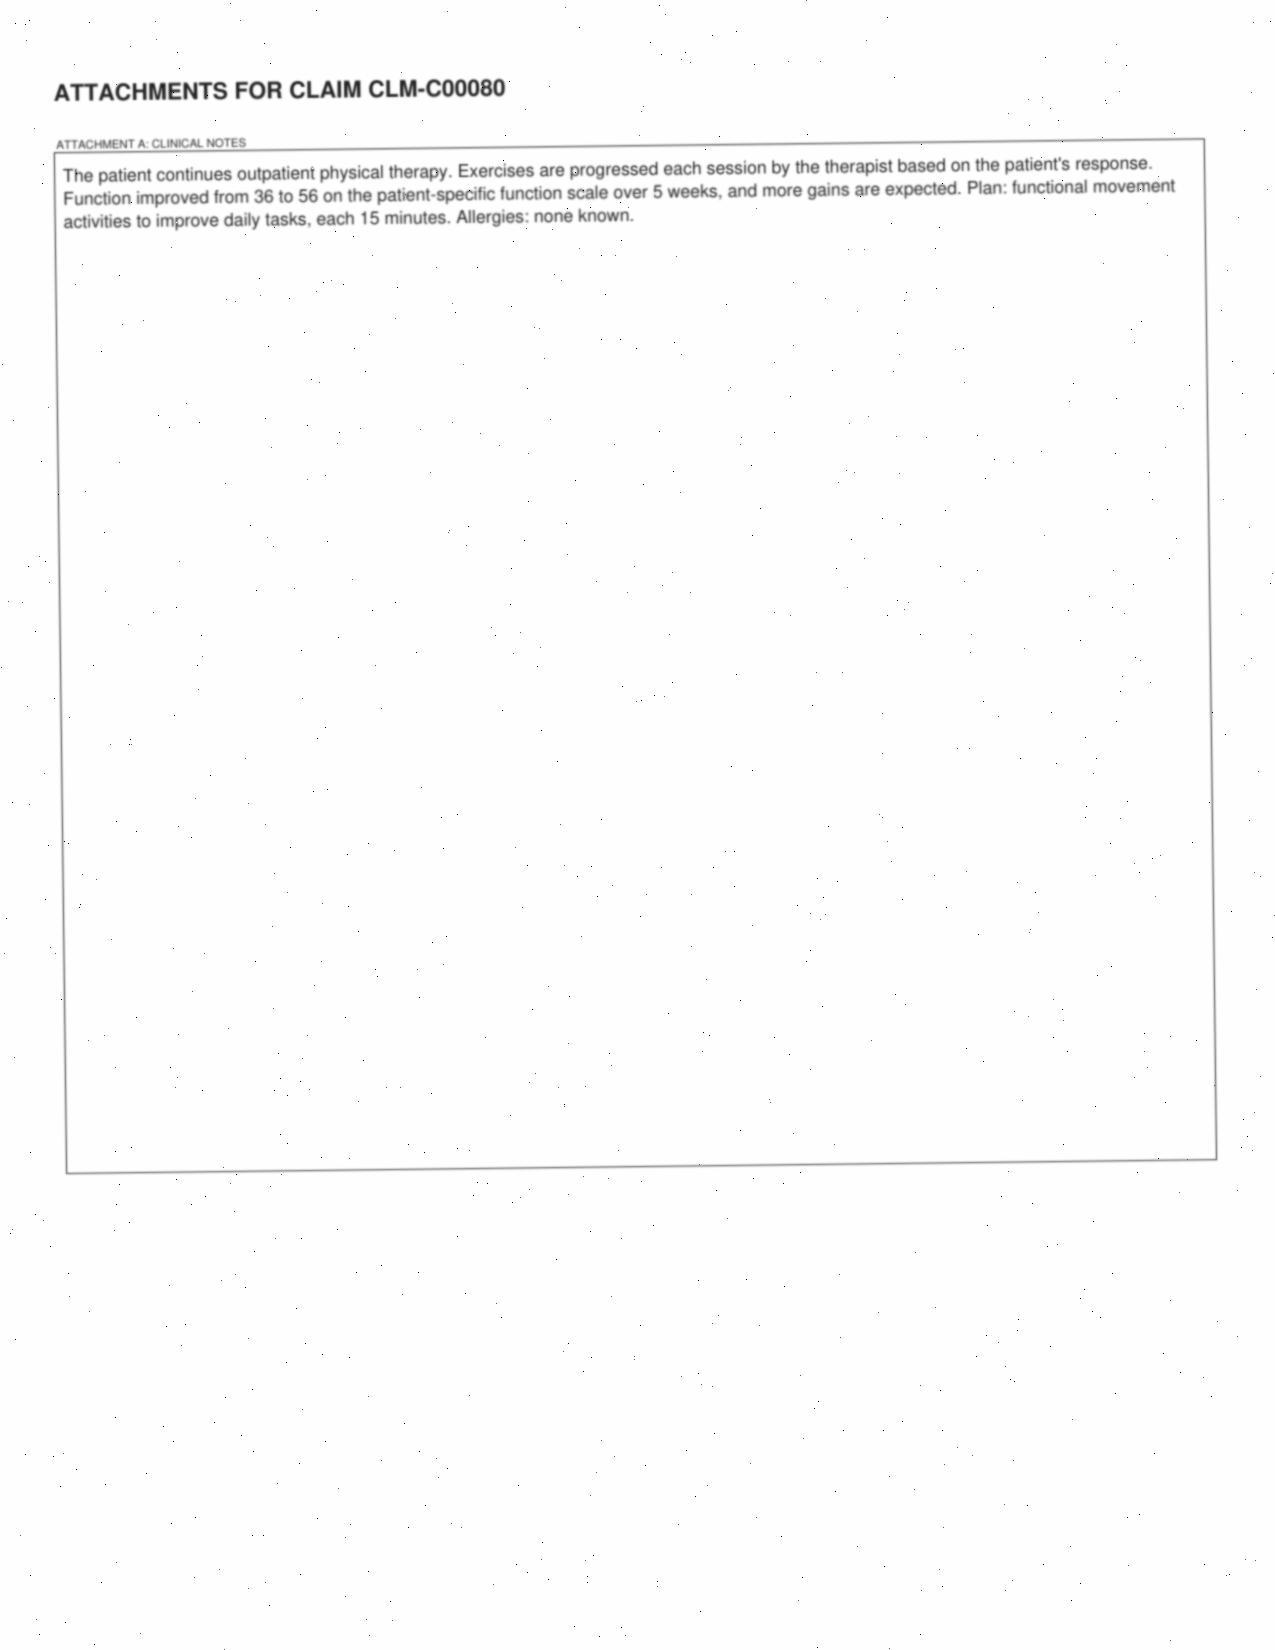 ATTACHMENTS FOR CLAIM CLM-C00080
ATTACHMENT A: CLINICAL NOTES
The patient continues outpatient physical therapy. Exercises are progressed each session by the therapist based on the patient's response.
Function improved from 36 to 56 on the patient-specific function scale over 5 weeks, and more gains are expected. Plan: functional movement
activities to improve daily tasks, each 15 minutes. Allergies: none known.